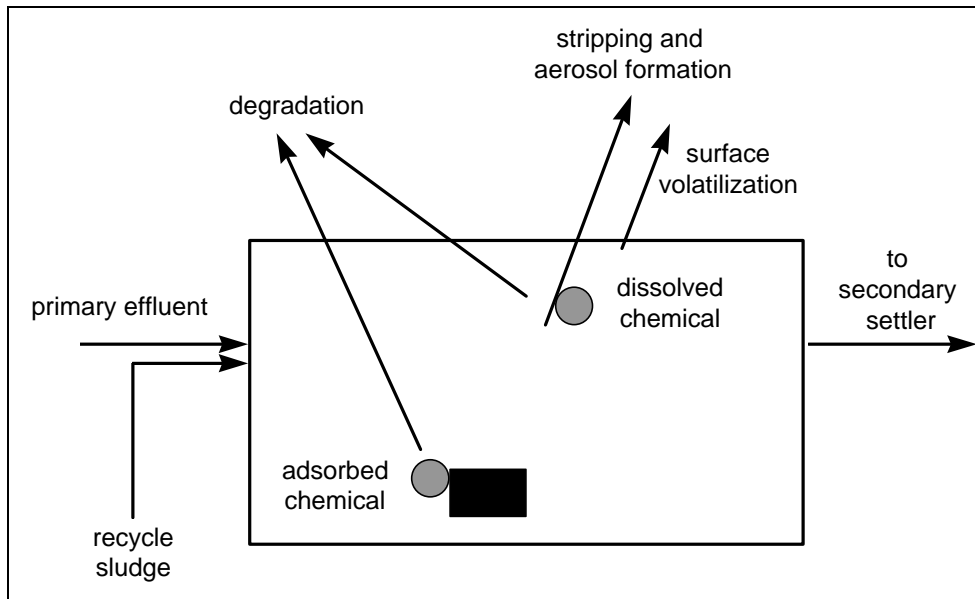 stripping and
aerosol formation
degradation
surface
volatilization
to
secondary
settler
dissolved
chemical
primary effluent
adsorbed
chemical
recycle
sludge